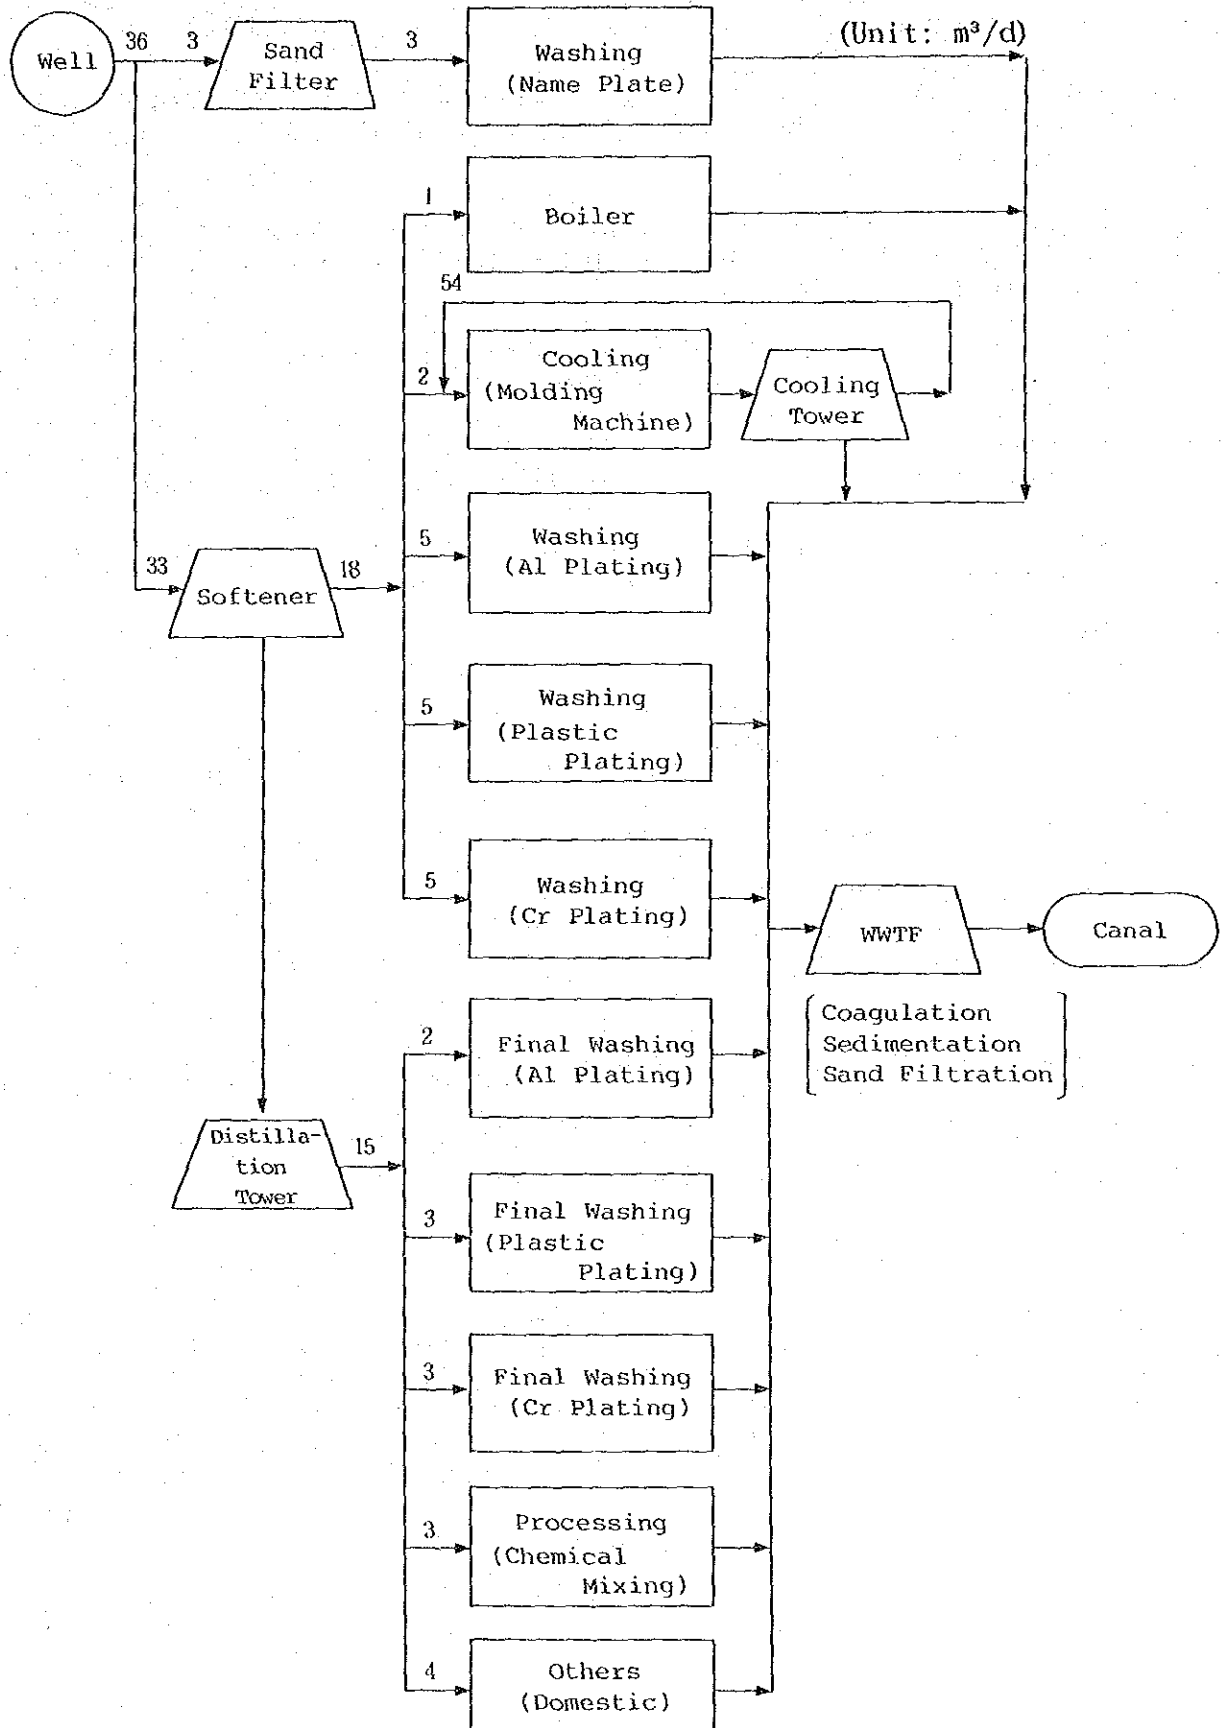 (Unit: m³/d)
36
3
3
Well
Sand
Filter
Washing
(Name Plate)
1
Boiler
54
2
Cooling
(Molding
Machine)
Cooling
Tower
33
Softener
18
5
Washing
(Al Plating)
5
Washing
(Plastic
Plating)
5
Washing
(Cr Plating)
WWTF
Canal
Coagulation
Sedimentation
Sand Filtration
Distilla-
tion
Tower
15
2
Final Washing
(Al Plating)
3
Final Washing
(Plastic
Plating)
3
Final Washing
(Cr Plating)
3
Processing
(Chemical
Mixing)
4
Others
(Domestic)